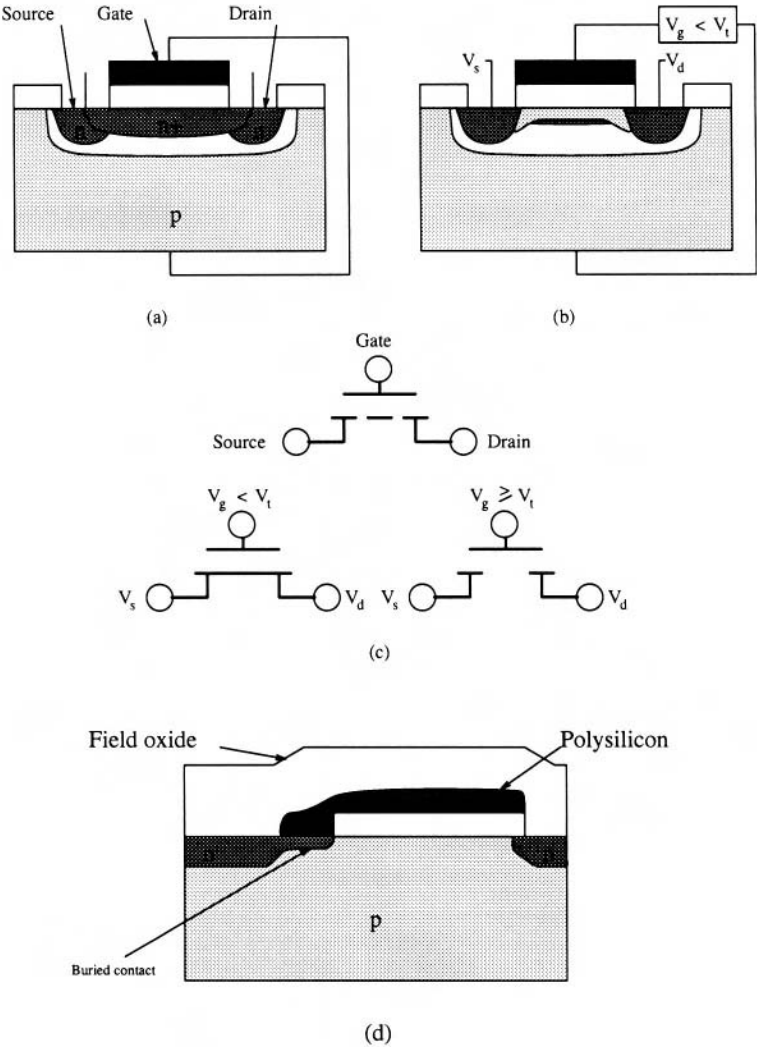 Source Gate Drain
n n
p
(a)
V_g < V_t
V_s V_d
(b)
Gate
Source Drain
V_g < V_t V_g ≥ V_t
V_s V_d V_s V_d
(c)
Field oxide Polysilicon
p
Buried contact
(d)